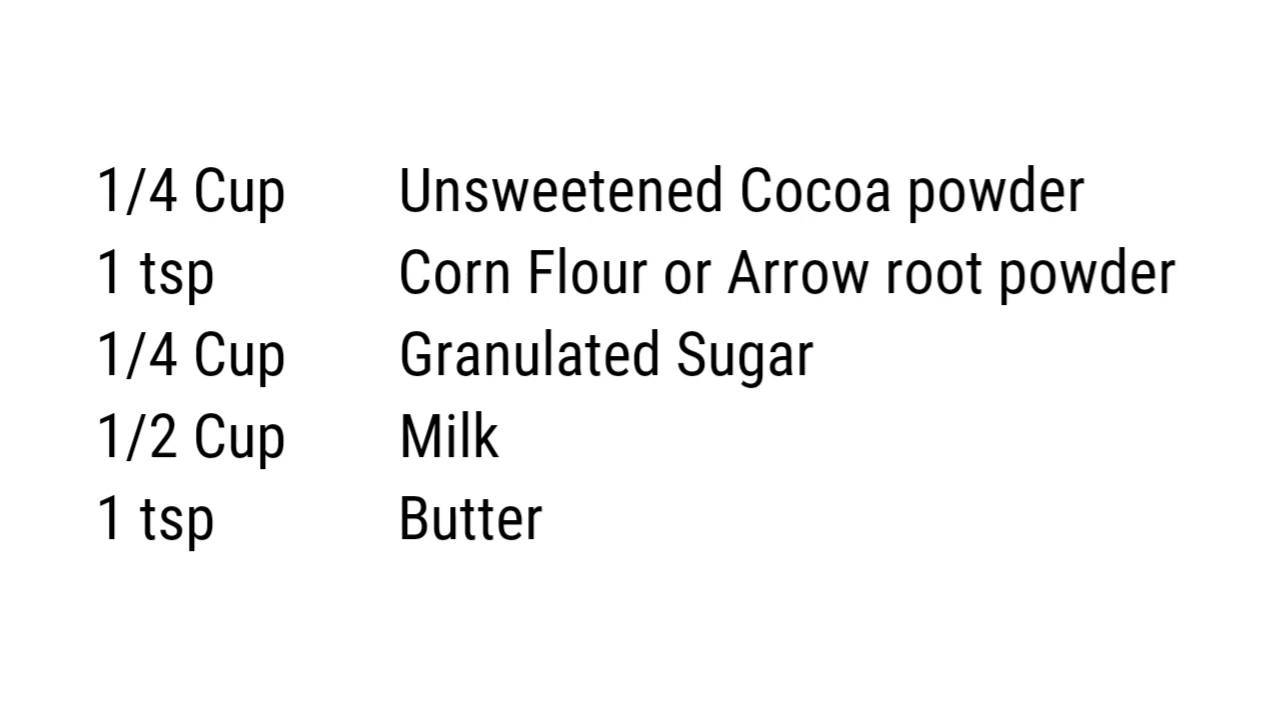 1/4 Cup Unsweetened Cocoa powder
1 tsp Corn Flour or Arrow root powder
1/4 Cup Granulated Sugar
1/2 Cup Milk
1 tsp Butter